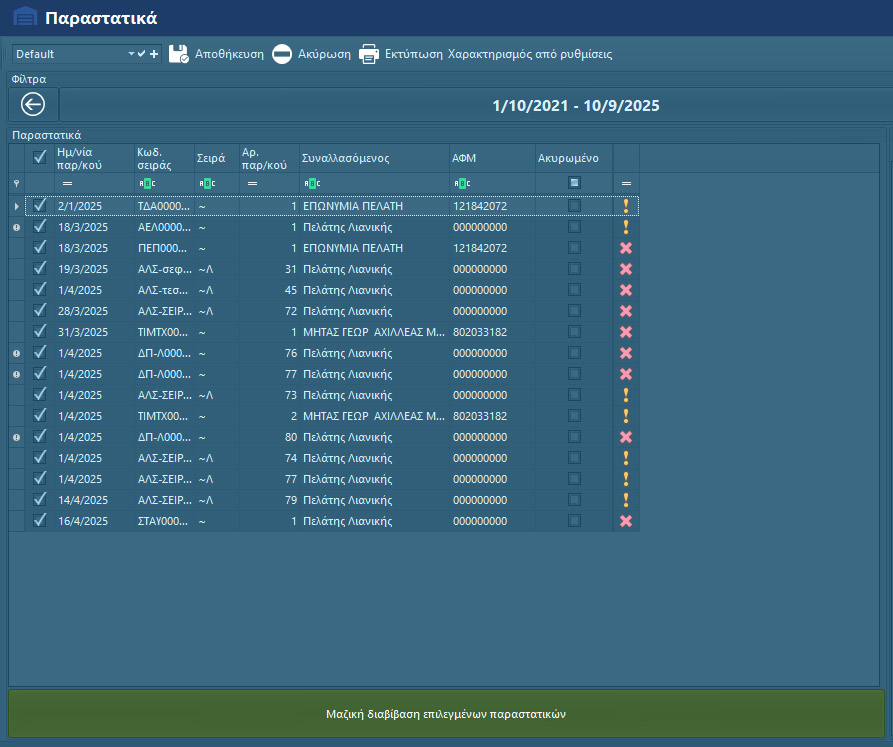 Παραστατικά
Default
Αποθήκευση Ακύρωση Εκτύπωση Χαρακτηρισμός από ρυθμίσεις
Φίλτρα
1/10/2021 - 10/9/2025
Παραστατικά
Ημ/νία παρ/κού Κωδ. σειράς Σειρά Αρ. παρ/κού Συναλλασόμενος ΑΦΜ Ακυρωμένο
2/1/2025 ΤΔΑ0000... ~ 1 ΕΠΩΝΥΜΙΑ ΠΕΛΑΤΗ 121842072
18/3/2025 ΑΕΛ0000... ~ 1 Πελάτης Λιανικής 000000000
18/3/2025 ΠΕΠ000... ~ 1 ΕΠΩΝΥΜΙΑ ΠΕΛΑΤΗ 121842072
19/3/2025 ΑΛΣ-σεφ... ~Λ 31 Πελάτης Λιανικής 000000000
1/4/2025 ΑΛΣ-τεσ... ~Λ 45 Πελάτης Λιανικής 000000000
28/3/2025 ΑΛΣ-ΣΕΙΡ... ~Λ 72 Πελάτης Λιανικής 000000000
31/3/2025 ΤΙΜΤΧ00... ~ 1 ΜΗΤΑΣ ΓΕΩΡ ΑΧΙΛΛΕΑΣ Μ... 802033182
1/4/2025 ΔΠ-Λ000... ~ 76 Πελάτης Λιανικής 000000000
1/4/2025 ΔΠ-Λ000... ~ 77 Πελάτης Λιανικής 000000000
1/4/2025 ΑΛΣ-ΣΕΙΡ... ~Λ 73 Πελάτης Λιανικής 000000000
1/4/2025 ΤΙΜΤΧ00... ~ 2 ΜΗΤΑΣ ΓΕΩΡ ΑΧΙΛΛΕΑΣ Μ... 802033182
1/4/2025 ΔΠ-Λ000... ~ 80 Πελάτης Λιανικής 000000000
1/4/2025 ΑΛΣ-ΣΕΙΡ... ~Λ 74 Πελάτης Λιανικής 000000000
1/4/2025 ΑΛΣ-ΣΕΙΡ... ~Λ 77 Πελάτης Λιανικής 000000000
14/4/2025 ΑΛΣ-ΣΕΙΡ... ~Λ 79 Πελάτης Λιανικής 000000000
16/4/2025 ΣΤΑΥ000... ~ 1 Πελάτης Λιανικής 000000000
Μαζική διαβίβαση επιλεγμένων παραστατικών